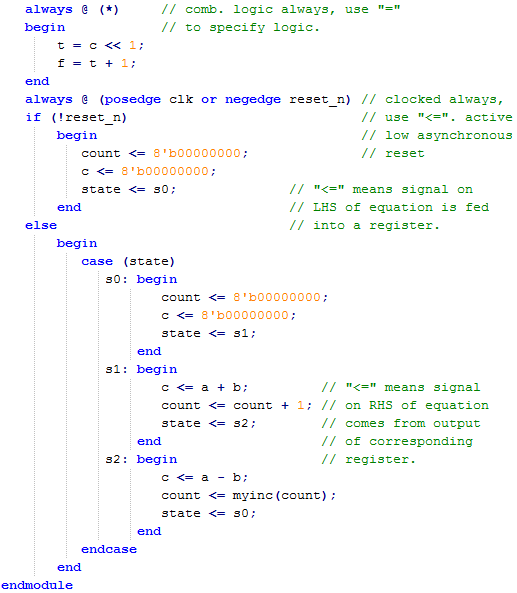 always @ (*)     // comb. logic always, use "="
begin            // to specify logic.
    t = c << 1;
    f = t + 1;
end
always @ (posedge clk or negedge reset_n) // clocked always,
if (!reset_n)                             // use "<=". active
    begin                                 // low asynchronous
       count <= 8'b00000000;              // reset
       c <= 8'b00000000;
       state <= s0;              // "<=" means signal on
    end                          // LHS of equation is fed
else                             // into a register.
    begin
       case (state)
          s0: begin
                 count <= 8'b00000000;
                 c <= 8'b00000000;
                 state <= s1;
              end
          s1: begin
                 c <= a + b;         // "<=" means signal
                 count <= count + 1; // on RHS of equation
                 state <= s2;        // comes from output
              end                    // of corresponding
          s2: begin                  // register.
                 c <= a - b;
                 count <= myinc(count);
                 state <= s0;
              end
       endcase
    end
endmodule